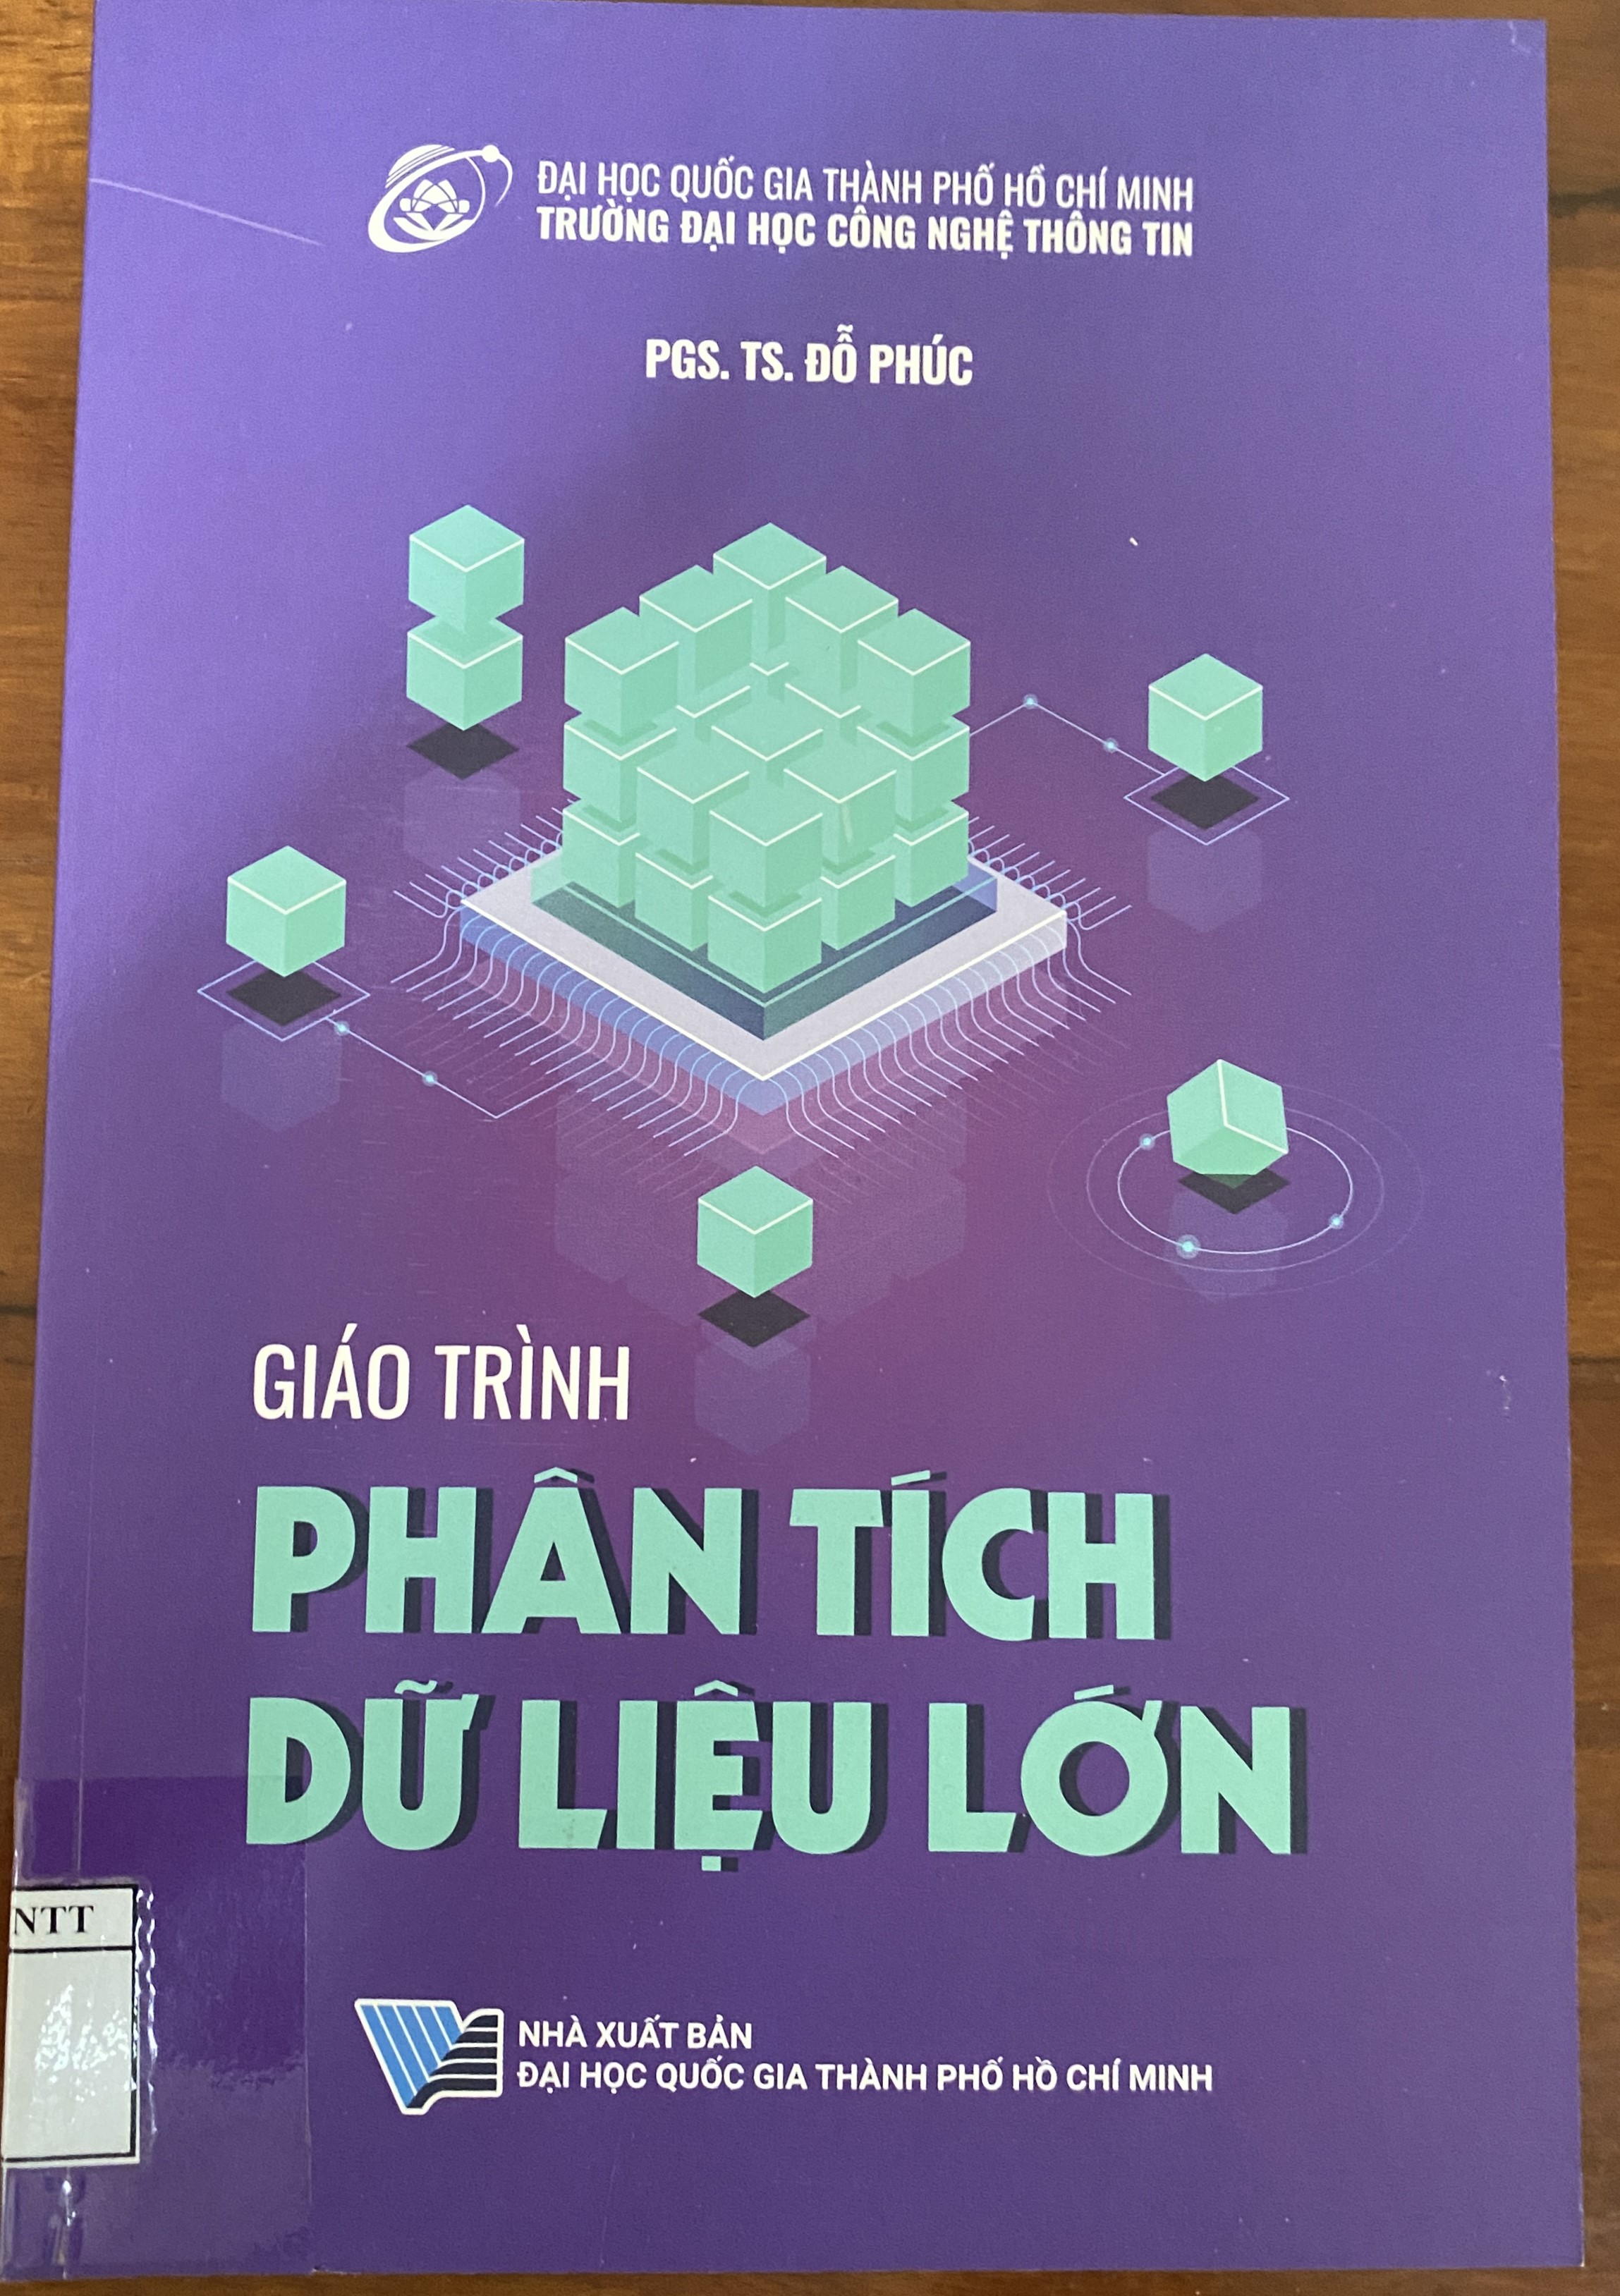 ĐẠI HỌC QUỐC GIA THÀNH PHỐ HỒ CHÍ MINH
TRƯỜNG ĐẠI HỌC CÔNG NGHỆ THÔNG TIN
PGS. TS. ĐỖ PHÚC
GIÁO TRÌNH
PHÂN TÍCH
DỮ LIỆU LỚN
NTT
NHÀ XUẤT BẢN
ĐẠI HỌC QUỐC GIA THÀNH PHỐ HỒ CHÍ MINH